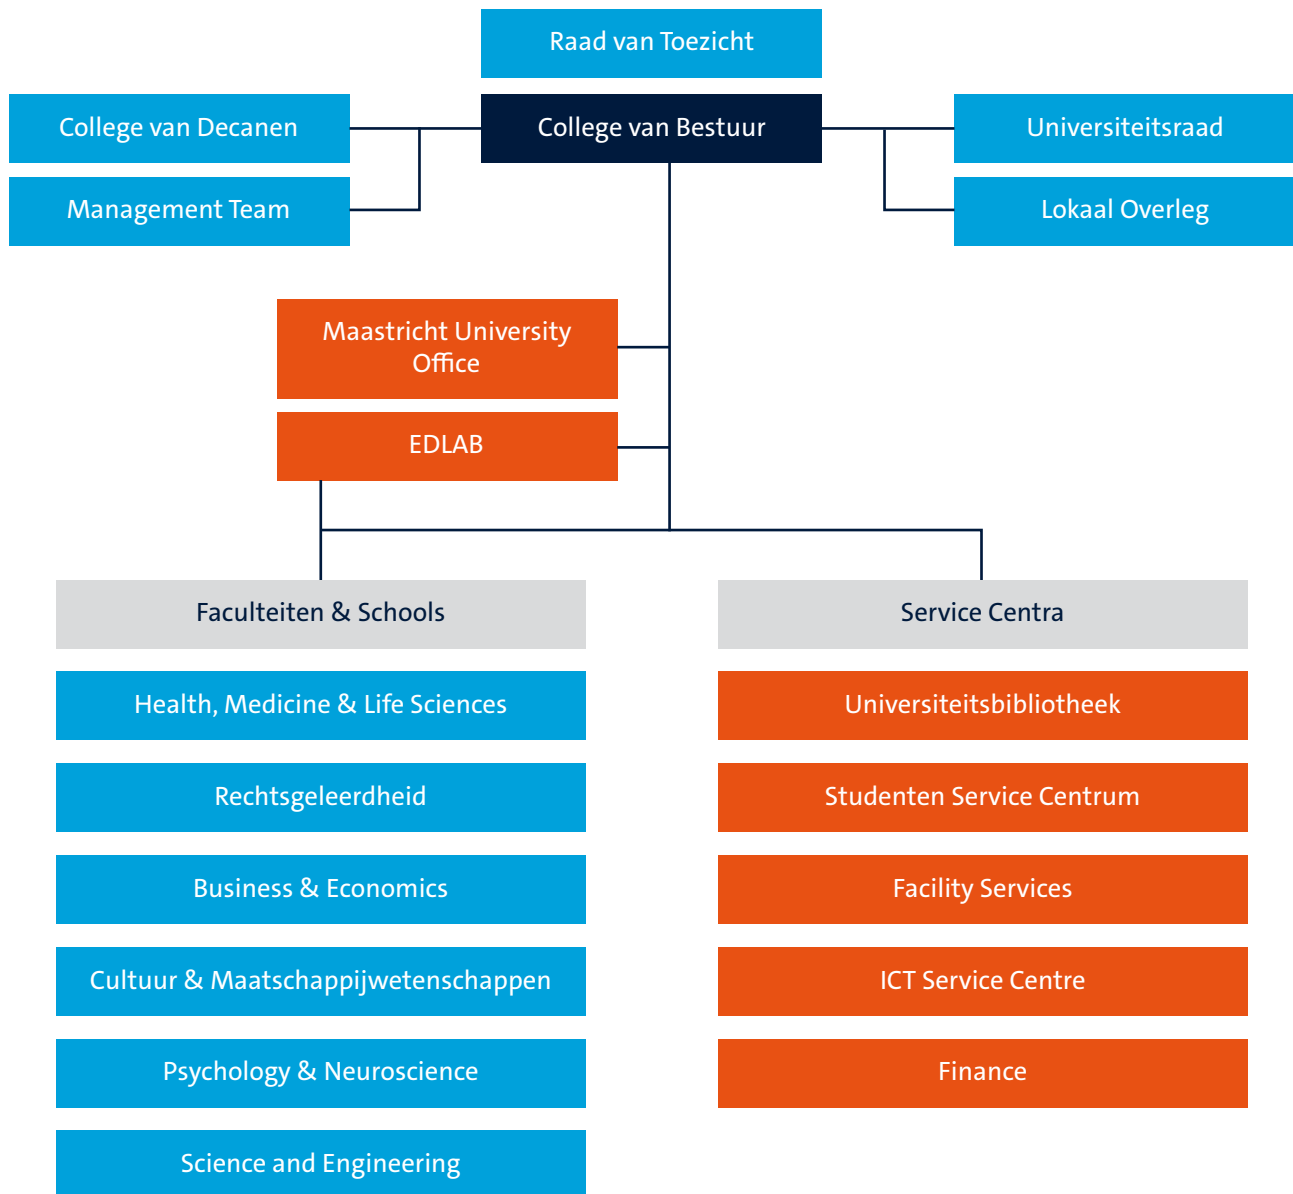 Raad van Toezicht
College van Decanen
College van Bestuur
Universiteitsraad
Management Team
Lokaal Overleg
Maastricht University
Office
EDLAB
Faculteiten & Schools
Service Centra
Health, Medicine & Life Sciences
Universiteitsbibliotheek
Rechtsgeleerdheid
Studenten Service Centrum
Business & Economics
Facility Services
Cultuur & Maatschappijwetenschappen
ICT Service Centre
Psychology & Neuroscience
Finance
Science and Engineering